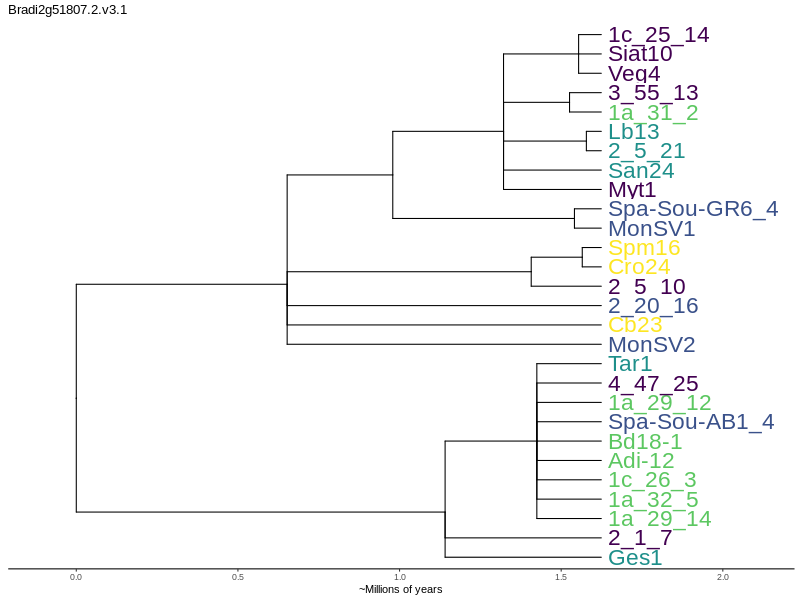 Bradi2g51807.2.v3.1
1c_25_14
Siat10
Veg4
3_55_13
1a_31_2
Lb13
2_5_21
San24
Myt1
Spa-Sou-GR6_4
MonSV1
Spm16
Cro24
2_5_10
2_20_16
Cb23
MonSV2
Tar1
4_47_25
1a_29_12
Spa-Sou-AB1_4
Bd18-1
Adi-12
1c_26_3
1a_32_5
1a_29_14
2_1_7
Ges1
0.0 0.5 1.0 1.5 2.0
~Millions of years